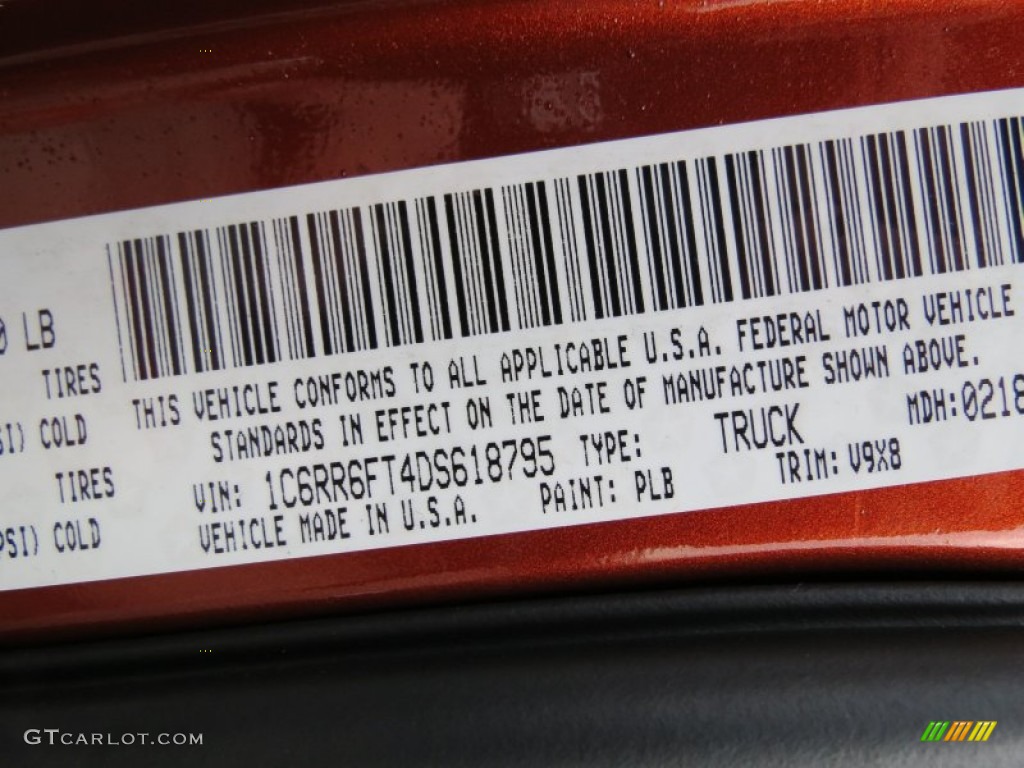 0 LB
TIRES
SI) COLD
TIRES
PSI) COLD
THIS VEHICLE CONFORMS TO ALL APPLICABLE U.S.A. FEDERAL MOTOR VEHICLE
STANDARDS IN EFFECT ON THE DATE OF MANUFACTURE SHOWN ABOVE.
VIN: 1C6RR6FT4DS618795 TYPE: TRUCK MDH:0218
VEHICLE MADE IN U.S.A. PAINT: PLB TRIM: V9X8
GTCARLOT.COM